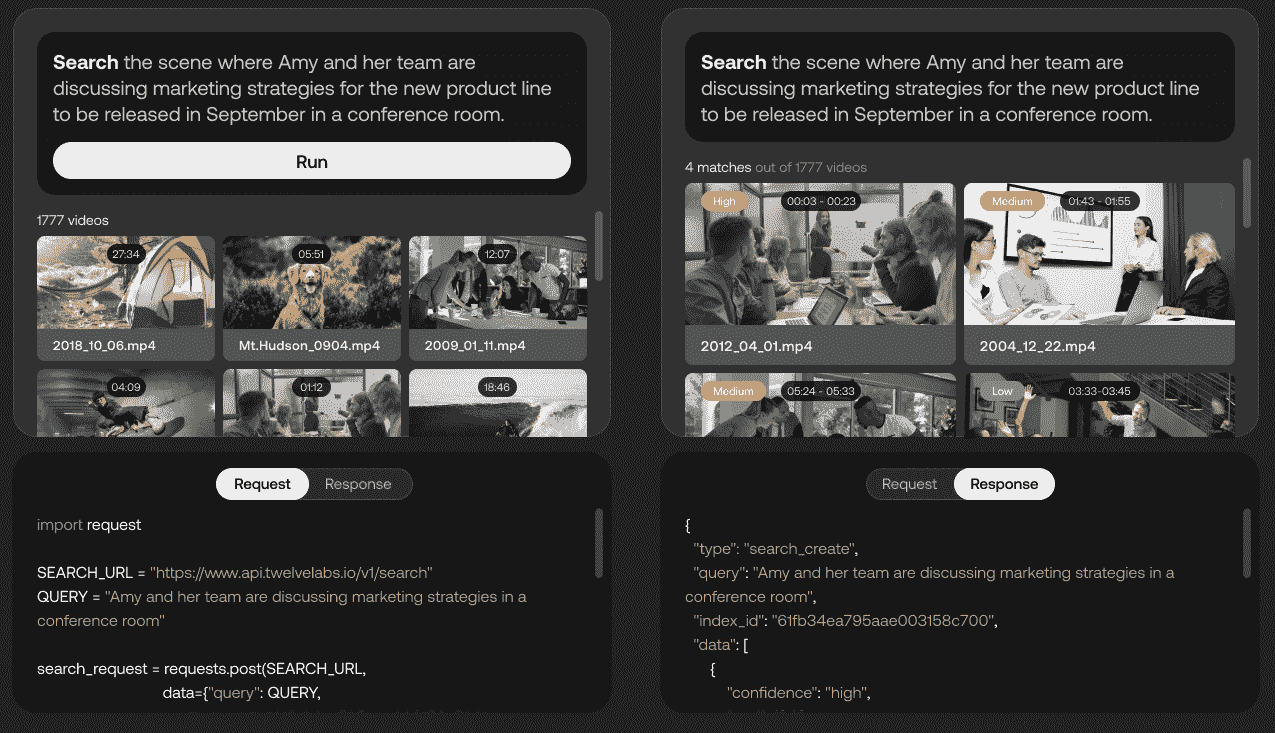 Search the scene where Amy and her team are
discussing marketing strategies for the new product line
to be released in September in a conference room.
Run
1777 videos
27:34
05:51
12:07
2018_10_06.mp4
Mt.Hudson_0904.mp4
2009_01_11.mp4
04:09
01:12
18:46
Request
Response
import request
SEARCH_URL = "https://www.api.twelvelabs.io/v1/search"
QUERY = "Amy and her team are discussing marketing strategies in a
conference room"
search_request = requests.post(SEARCH_URL,
data={"query": QUERY,
Search the scene where Amy and her team are
discussing marketing strategies for the new product line
to be released in September in a conference room.
4 matches out of 1777 videos
High
00:03 - 00:23
Medium
01:43 - 01:55
2012_04_01.mp4
2004_12_22.mp4
Medium
05:24 - 05:33
Low
03:33-03:45
Request
Response
{
"type": "search_create",
"query": "Amy and her team are discussing marketing strategies in a
conference room",
"index_id": "61fb34ea795aae003158c700",
"data": [
{
"confidence": "high",